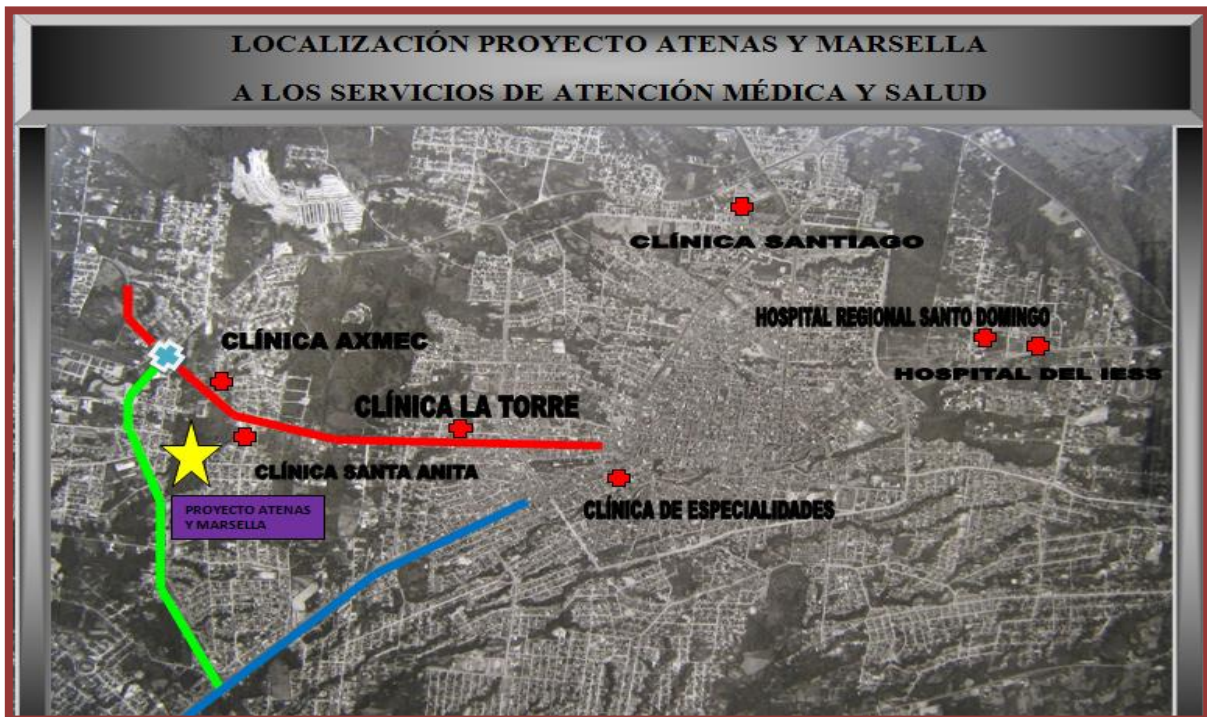 LOCALIZACIÓN PROYECTO ATENAS Y MARSELLA
A LOS SERVICIOS DE ATENCIÓN MÉDICA Y SALUD
CLÍNICA SANTIAGO
HOSPITAL REGIONAL SANTO DOMINGO
CLÍNICA AXMEC
HOSPITAL DEL IESS
CLÍNICA LA TORRE
CLÍNICA SANTA ANITA
PROYECTO ATENAS
Y MARSELLA
CLÍNICA DE ESPECIALIDADES